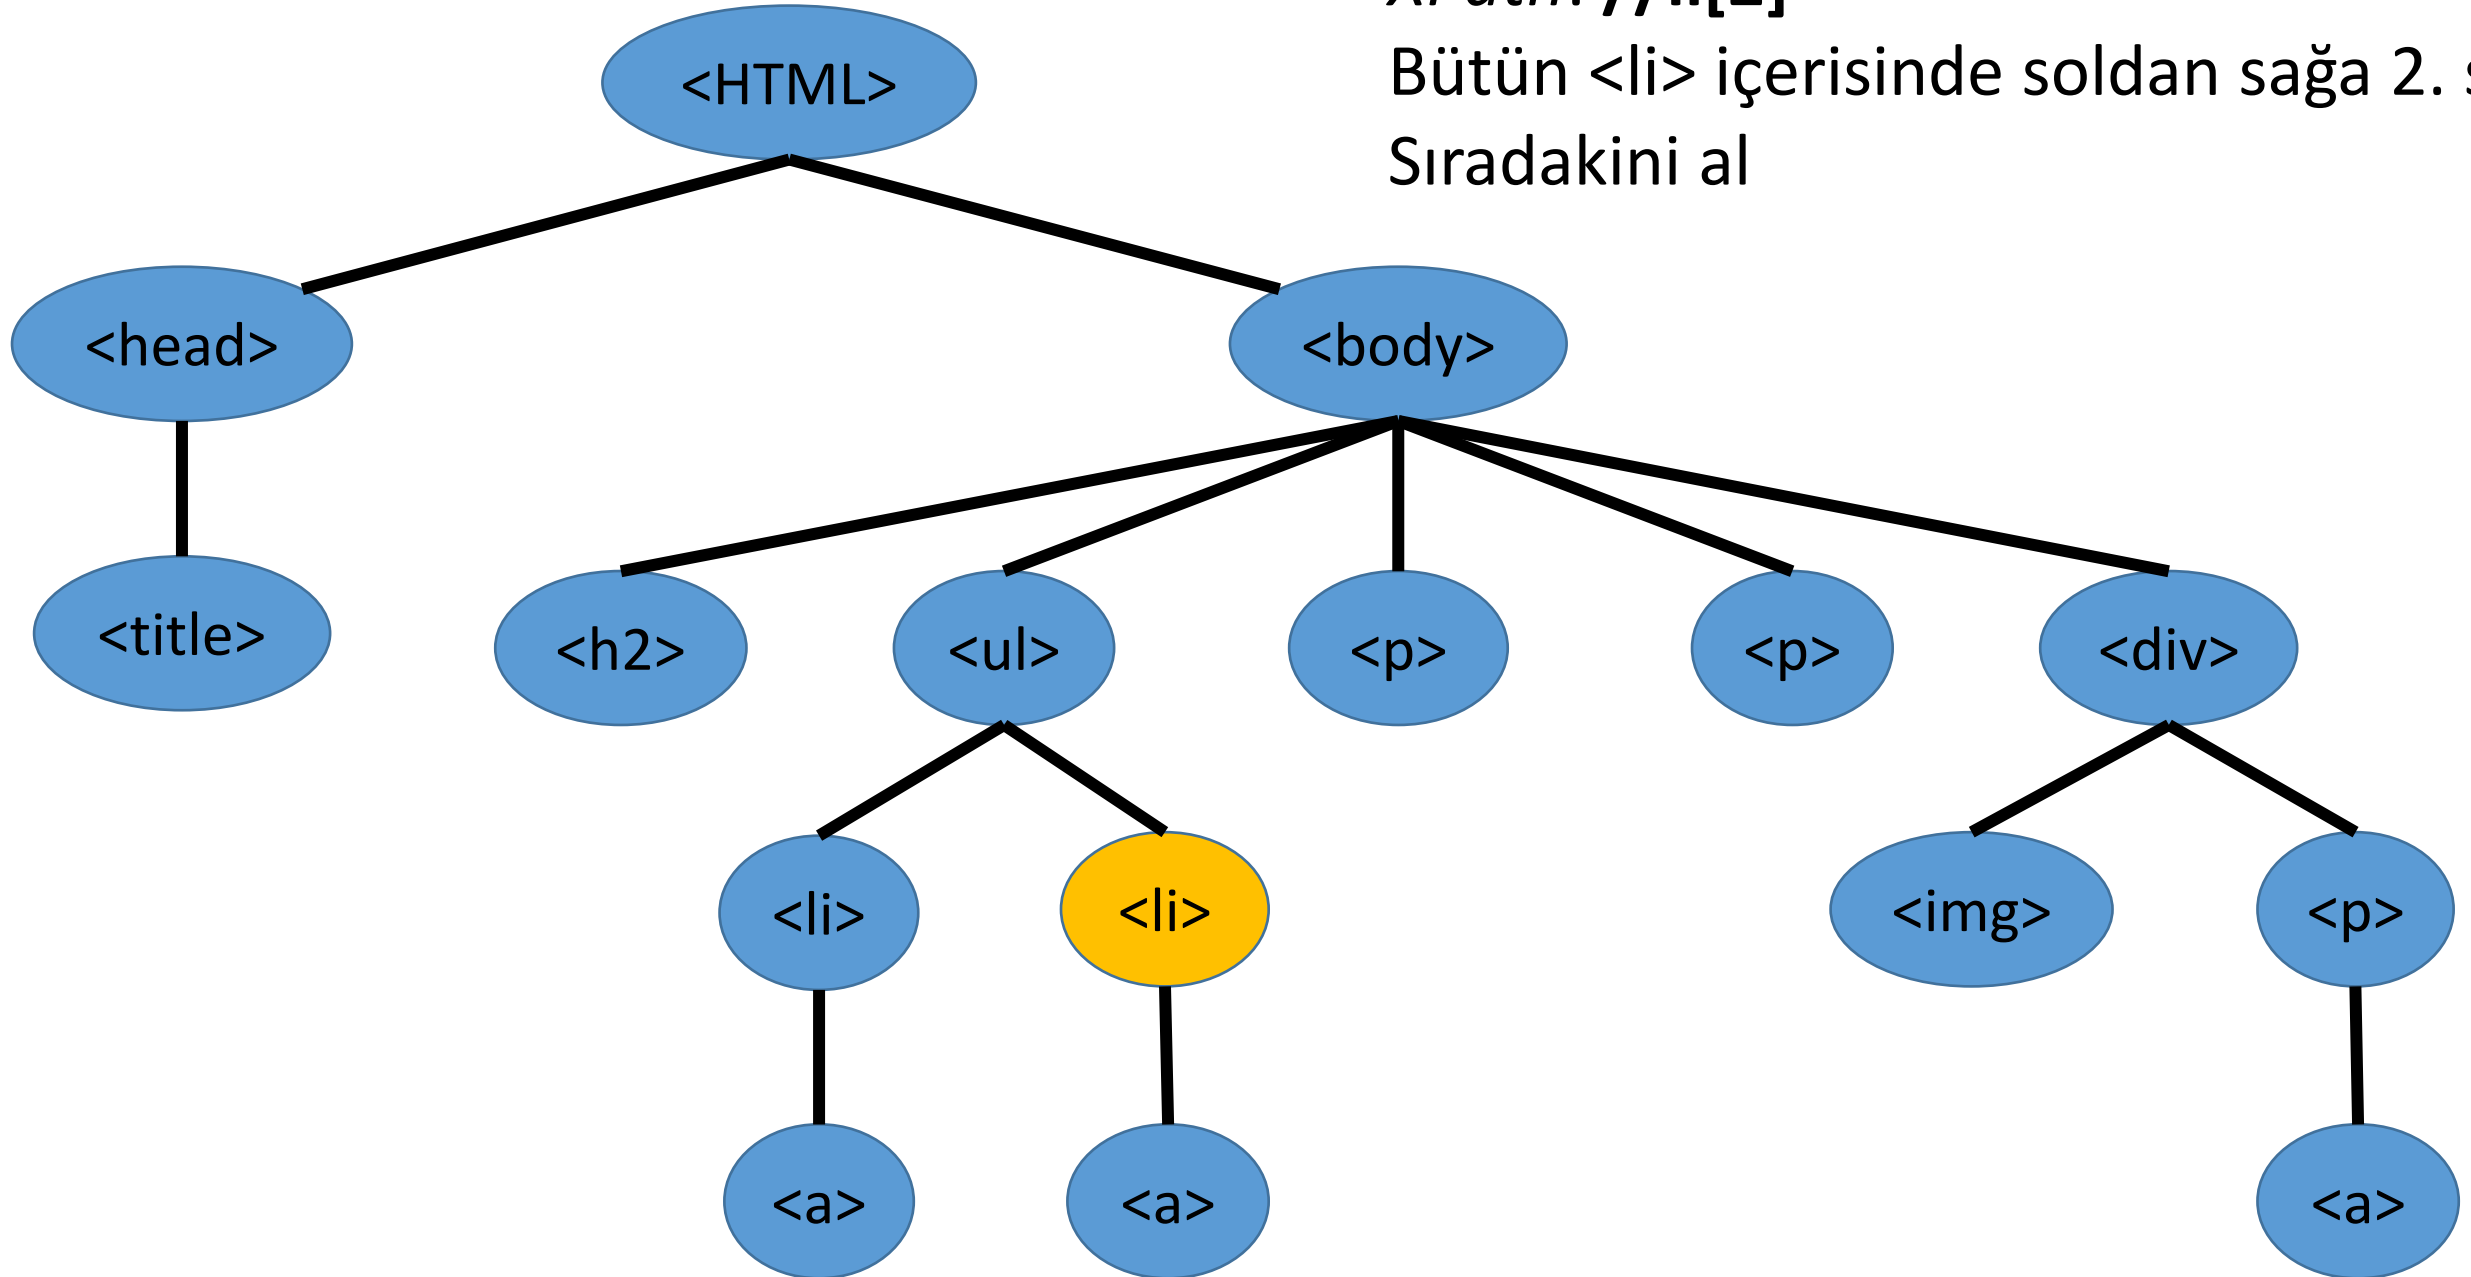 Bütün <li> içerisinde soldan sağa 2.
Sıradakini al
<HTML>
<head>
<body>
<title>
<h2>
<ul>
<p>
<p>
<div>
<li>
<li>
<img>
<p>
<a>
<a>
<a>